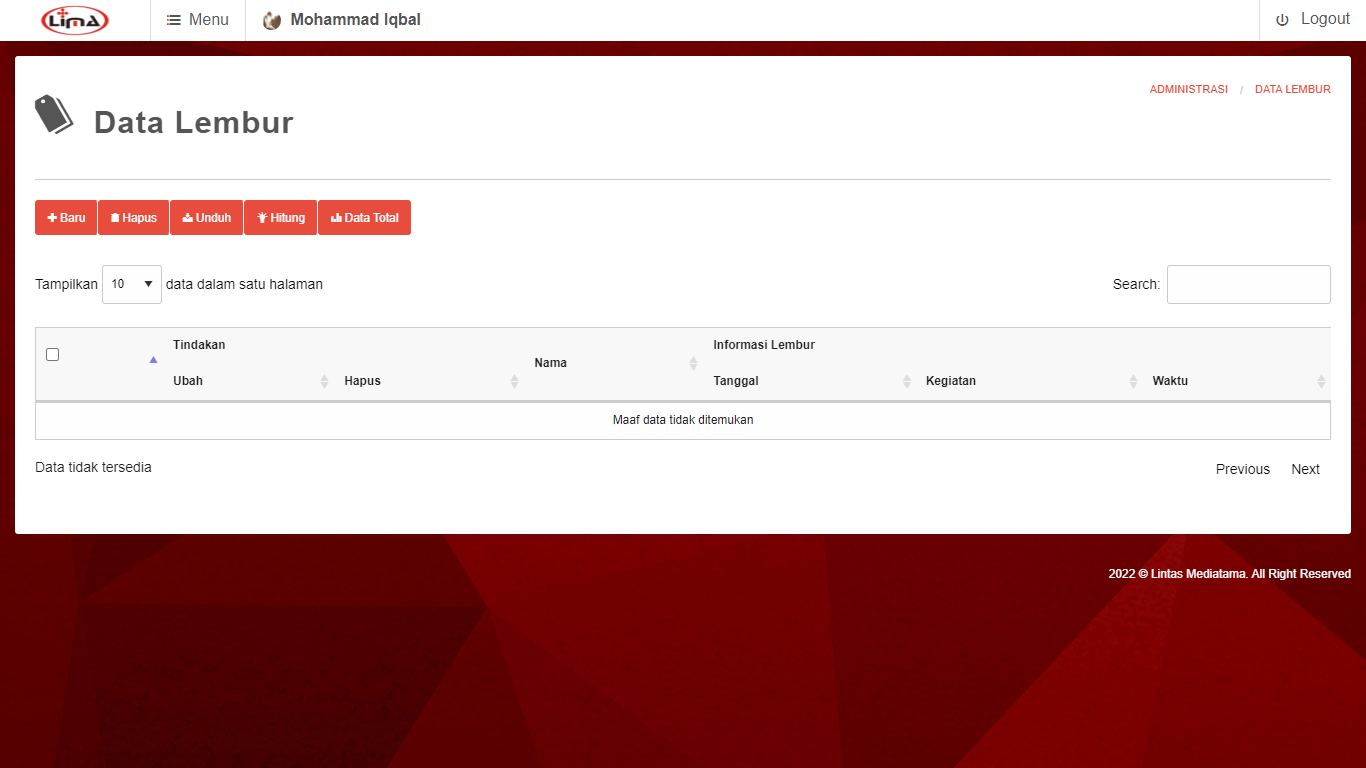 LimA Menu Mohammad Iqbal Logout
ADMINISTRASI / DATA LEMBUR
Data Lembur
Baru Hapus Unduh Hitung Data Total
Tampilkan 10 data dalam satu halaman Search:
Tindakan Informasi Lembur
Nama
Ubah Hapus Tanggal Kegiatan Waktu
Maaf data tidak ditemukan
Data tidak tersedia Previous Next
2022 © Lintas Mediatama. All Right Reserved